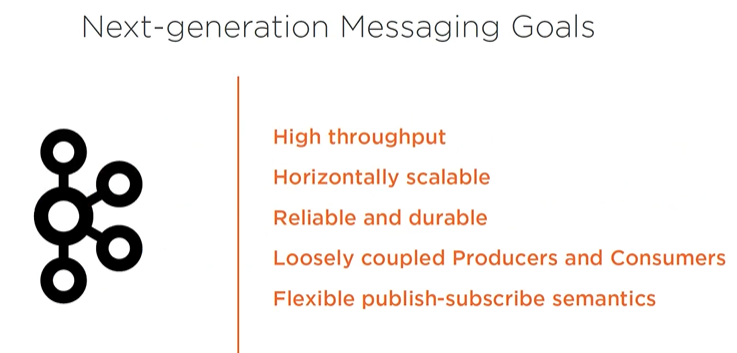 Next-generation Messaging Goals
High throughput
Horizontally scalable
Reliable and durable
Loosely coupled Producers and Consumers
Flexible publish-subscribe semantics